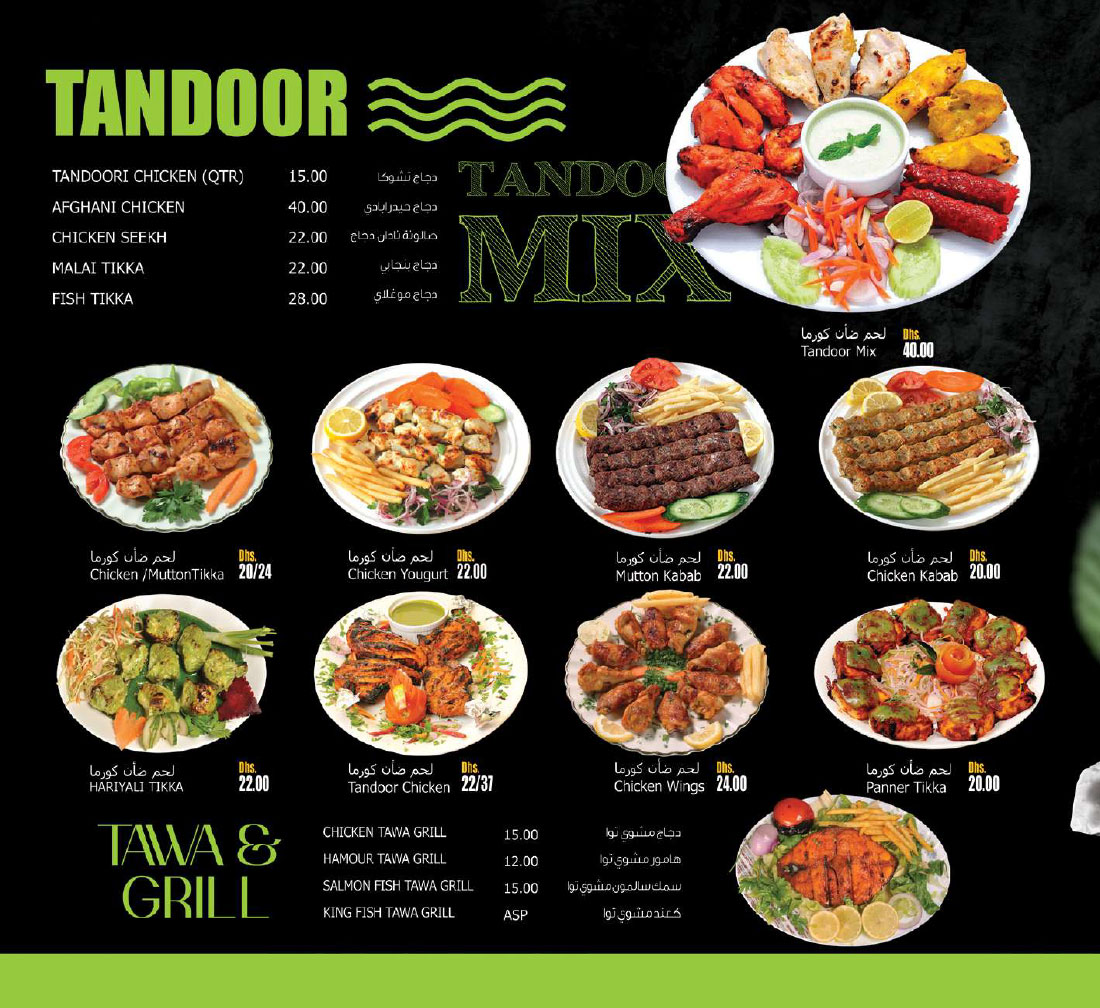 TANDOOR
TANDOORI CHICKEN (QTR) 15.00 دجاج تشوكا
AFGHANI CHICKEN 40.00 دجاج حيدرابادي
CHICKEN SEEKH 22.00 صالونة نادان دجاج
MALAI TIKKA 22.00 دجاج بنجابي
FISH TIKKA 28.00 دجاج موغلاي
TANDOO
MIX
لحم ضأن كورما Dhs.
Tandoor Mix 40.00
لحم ضأن كورما Dhs.
Chicken /MuttonTikka 20/24
لحم ضأن كورما Dhs.
Chicken Yougurt 22.00
لحم ضأن كورما Dhs.
Mutton Kabab 22.00
لحم ضأن كورما Dhs.
Chicken Kabab 20.00
لحم ضأن كورما Dhs.
HARIYALI TIKKA 22.00
لحم ضأن كورما Dhs.
Tandoor Chicken 22/37
لحم ضأن كورما Dhs.
Chicken Wings 24.00
لحم ضأن كورما Dhs.
Panner Tikka 20.00
TAWA &
GRILL
CHICKEN TAWA GRILL 15.00 دجاج مشوي توا
HAMOUR TAWA GRILL 12.00 هامور مشوي توا
SALMON FISH TAWA GRILL 15.00 سمك سالمون مشوي توا
KING FISH TAWA GRILL ASP كعند مشوي توا